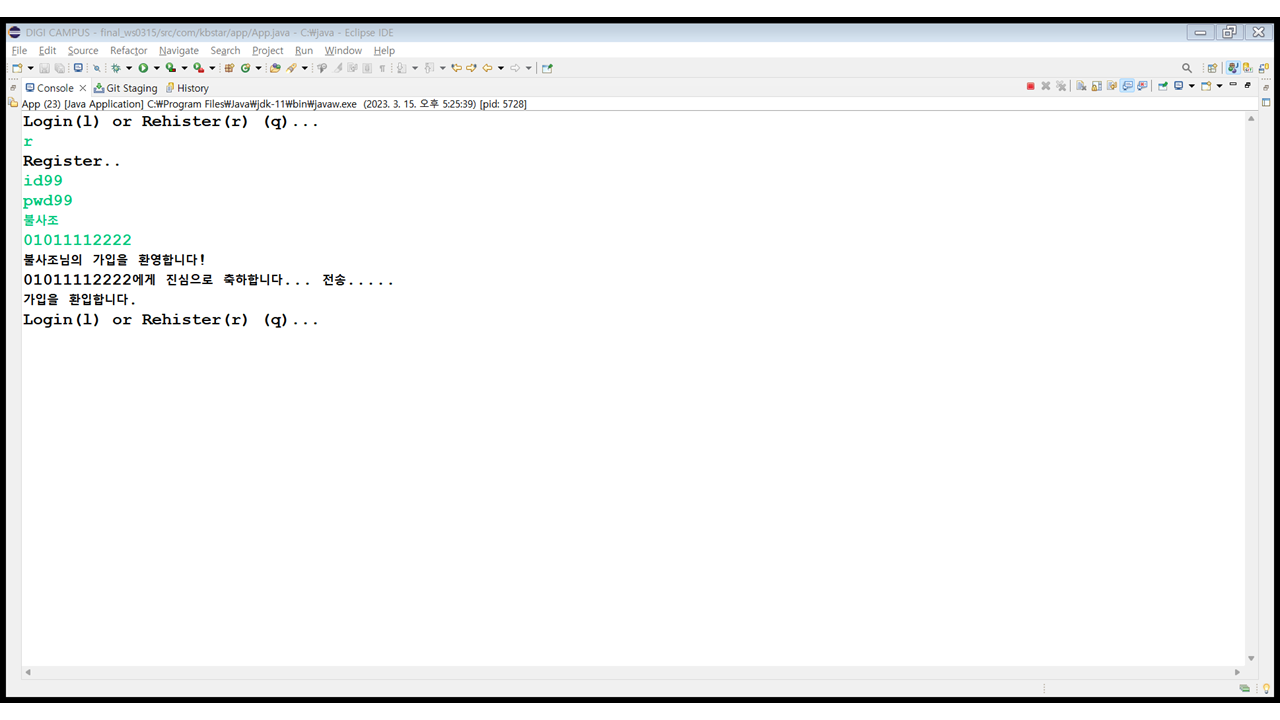 DIGI CAMPUS - final_ws0315/src/com/kbstar/app/App.java - C:₩java - Eclipse IDE
File Edit Source Refactor Navigate Search Project Run Window Help
Console Git Staging History
App (23) [Java Application] C:₩Program Files₩Java₩jdk-11₩bin₩javaw.exe (2023. 3. 15. 오후 5:25:39) [pid: 5728]
Login(l) or Rehister(r) (q)...
r
Register..
id99
pwd99
불사조
01011112222
불사조님의 가입을 환영합니다!
01011112222에게 진심으로 축하합니다... 전송.....
가입을 환입합니다.
Login(l) or Rehister(r) (q)...